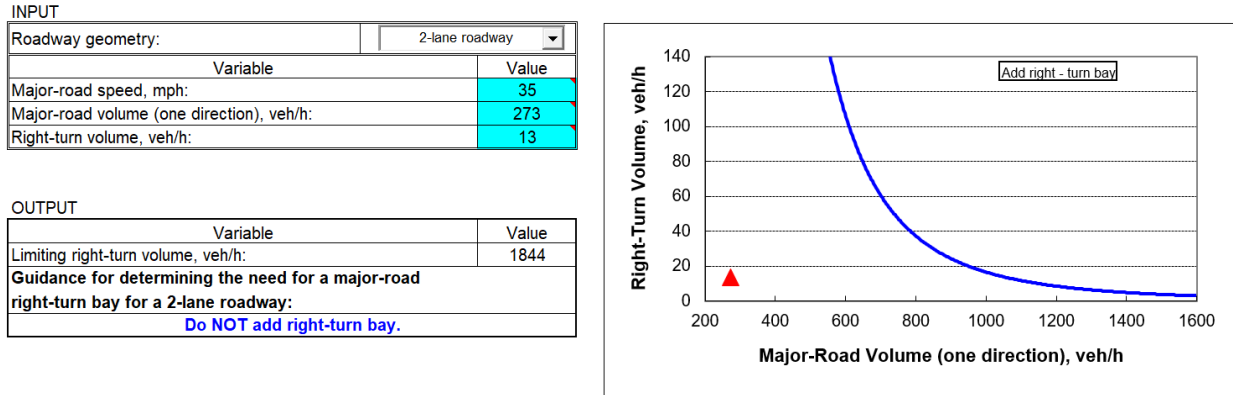 INPUT
Roadway geometry: 2-lane roadway
Variable Value
Major-road speed, mph: 35
Major-road volume (one direction), veh/h: 273
Right-turn volume, veh/h: 13
OUTPUT
Variable Value
Limiting right-turn volume, veh/h: 1844
Guidance for determining the need for a major-road
right-turn bay for a 2-lane roadway:
Do NOT add right-turn bay.
Right-Turn Volume, veh/h
140
120
100
80
60
40
20
0
Add right - turn bay
200 400 600 800 1000 1200 1400 1600
Major-Road Volume (one direction), veh/h